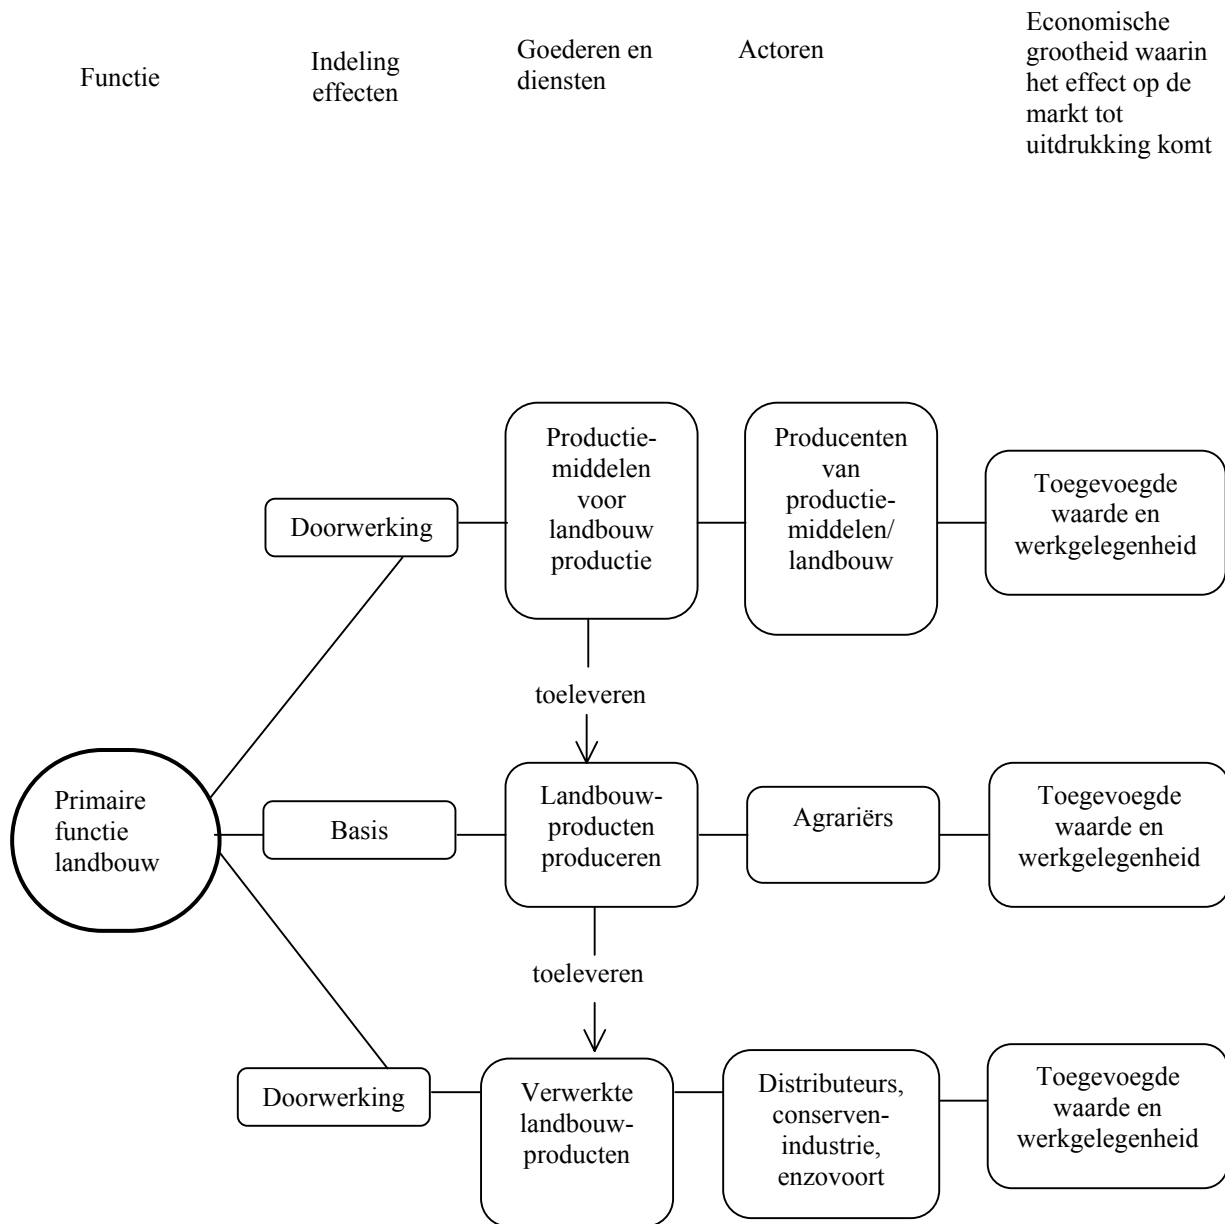 Functie
Indeling
effecten
Goederen en
diensten
Actoren
Economische
grootheid waarin
het effect op de
markt tot
uitdrukking komt
Doorwerking
Productie-
middelen
voor
landbouw
productie
Producenten
van
productie-
middelen/
landbouw
Toegevoegde
waarde en
werkgelegenheid
toeleveren
Primaire
functie
landbouw
Basis
Landbouw-
producten
produceren
Agrariërs
Toegevoegde
waarde en
werkgelegenheid
toeleveren
Doorwerking
Verwerkte
landbouw-
producten
Distributeurs,
conserven-
industrie,
enzovoort
Toegevoegde
waarde en
werkgelegenheid